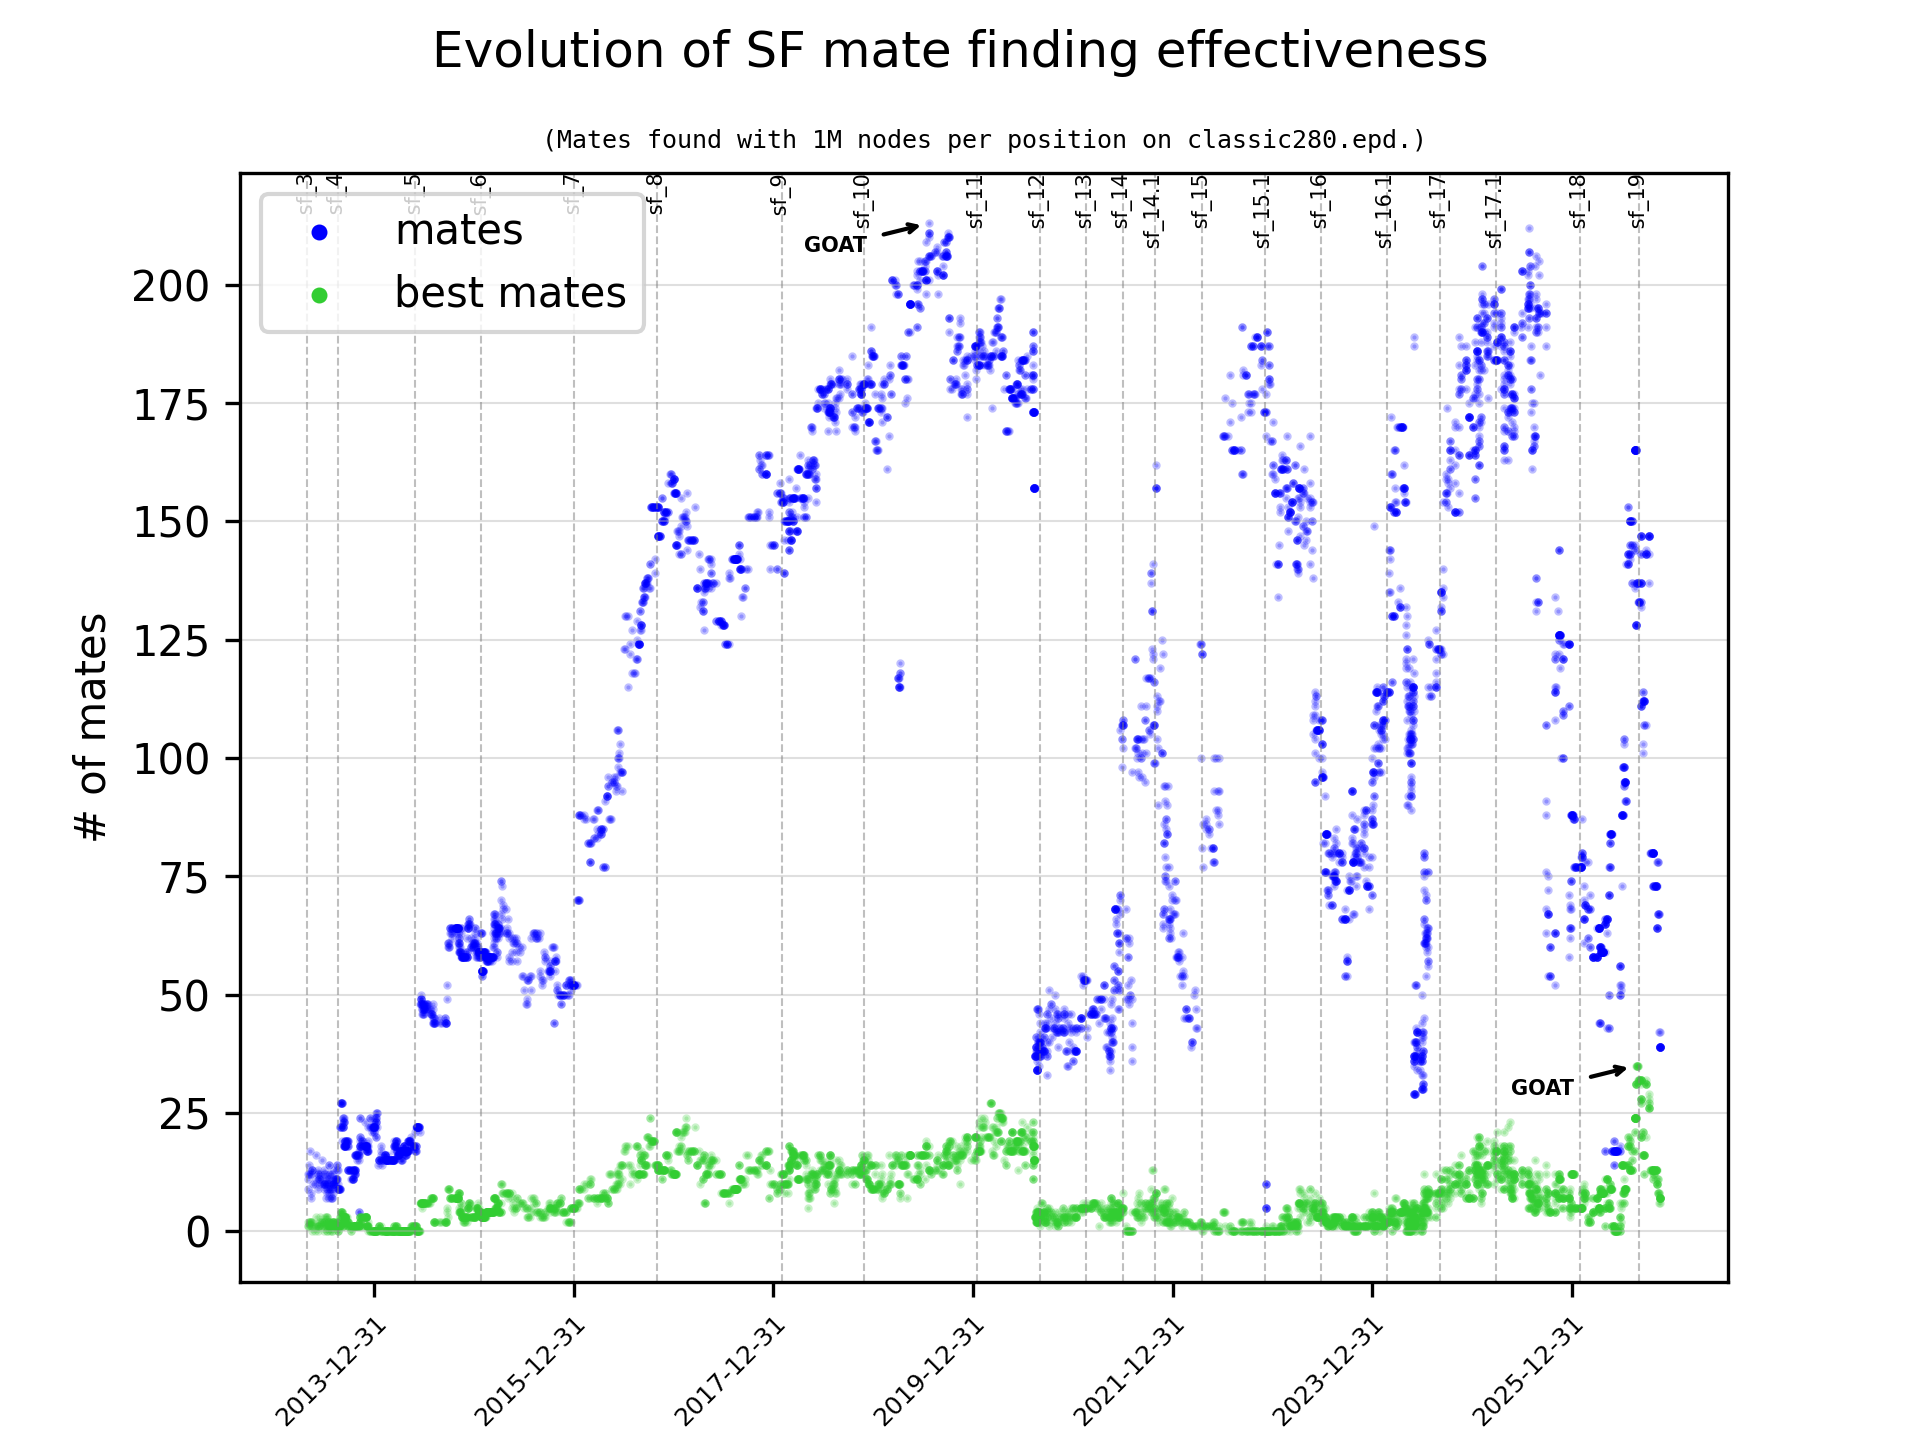 Evolution of SF mate finding effectiveness
(Mates found with 1M nodes per position on classic280.epd.)
sf_3
sf_4
sf_5
sf_6
sf_7
sf_8
sf_9
sf_10
sf_11
sf_12
sf_13
sf_14
sf_14.1
sf_15
sf_15.1
sf_16
sf_16.1
sf_17
sf_17.1
sf_18
sf_19
mates
best mates
GOAT
GOAT
# of mates
200
175
150
125
100
75
50
25
0
2013-12-31
2015-12-31
2017-12-31
2019-12-31
2021-12-31
2023-12-31
2025-12-31